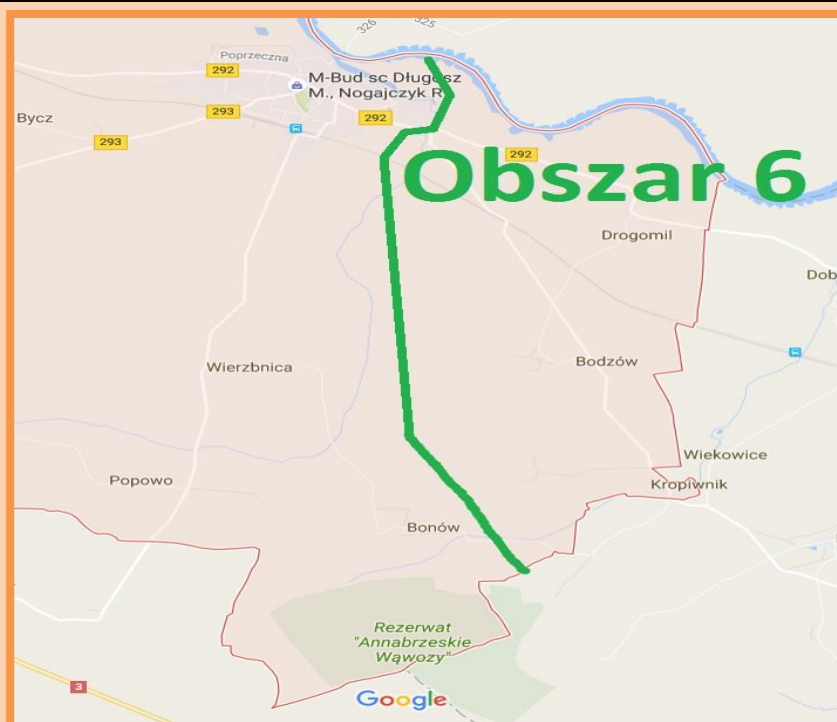 326
Poprzeczna
292
M-Bud sc Długosz
M., Nogajczyk R
Bycz
293
293
292
292
Obszar 6
Drogomil
Dob
Wierzbnica
Bodzów
Wiekowice
Popowo
Kropiwnik
Bonów
Rezerwat
"Annabrzeskie
Wąwozy"
3
Google